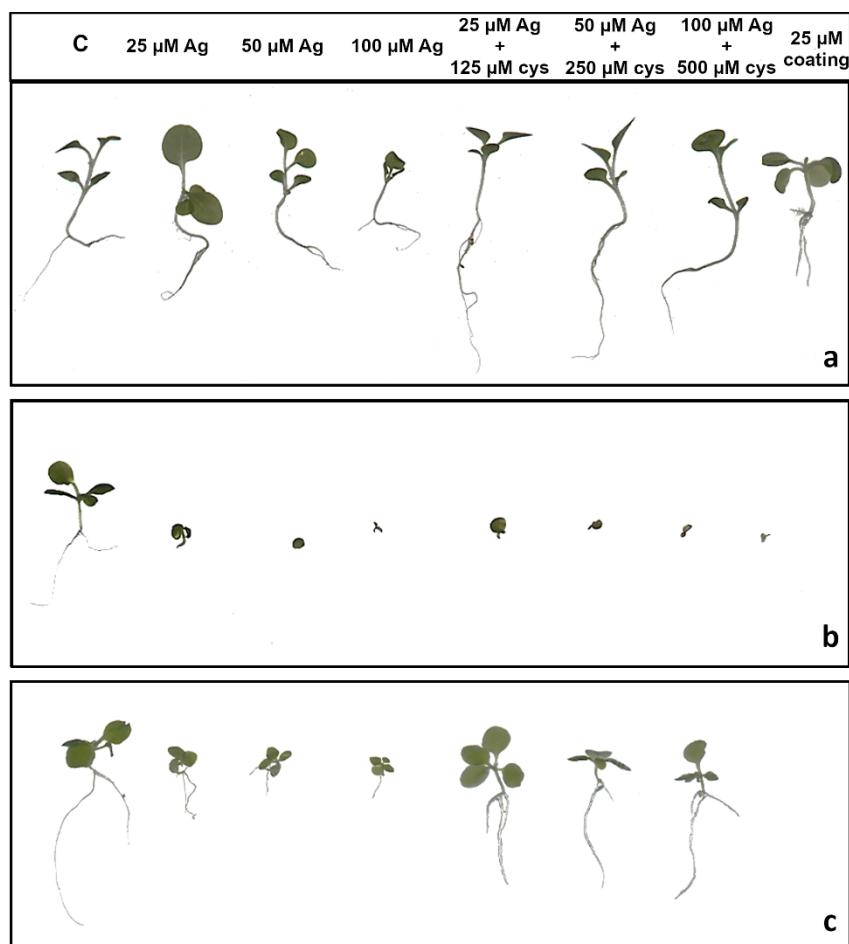 C
25 µM Ag
50 µM Ag
100 µM Ag
25 µM Ag
+
125 µM cys
50 µM Ag
+
250 µM cys
100 µM Ag
+
500 µM cys
25 µM
coating
a
b
c